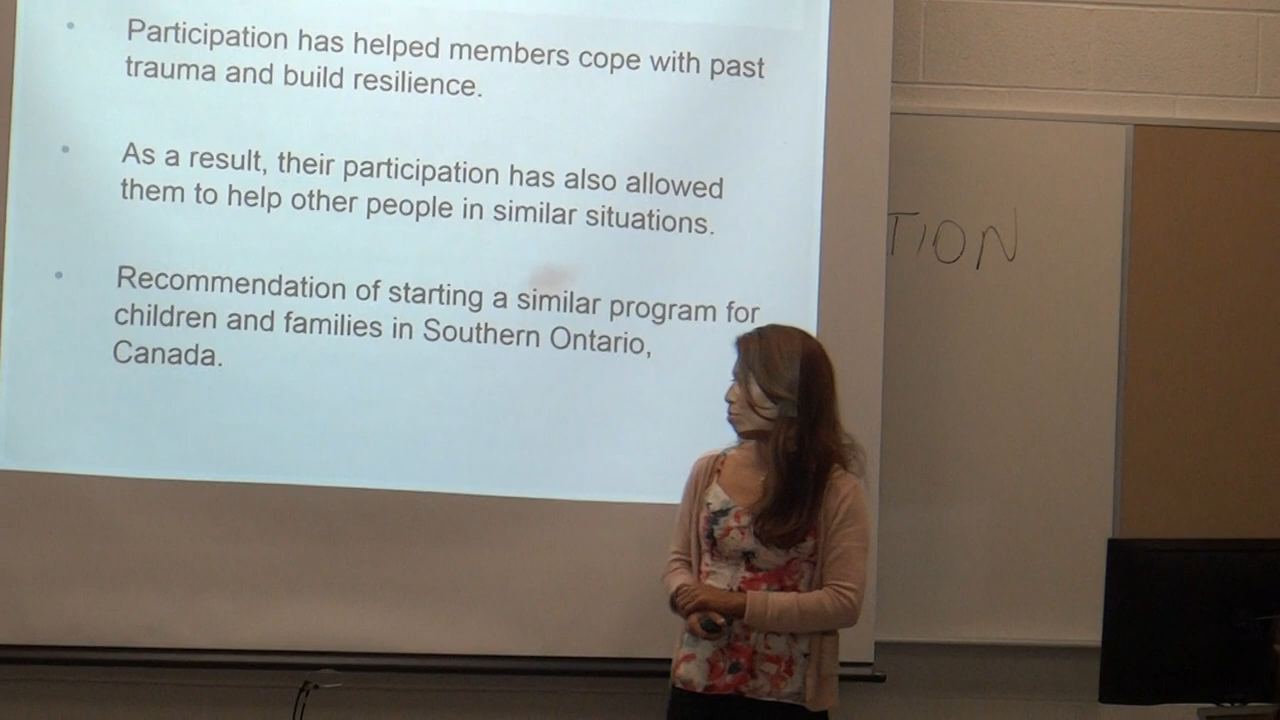 Participation has helped members cope with past
trauma and build resilience.
As a result, their participation has also allowed
them to help other people in similar situations.
Recommendation of starting a similar program for
children and families in Southern Ontario,
Canada.
TION